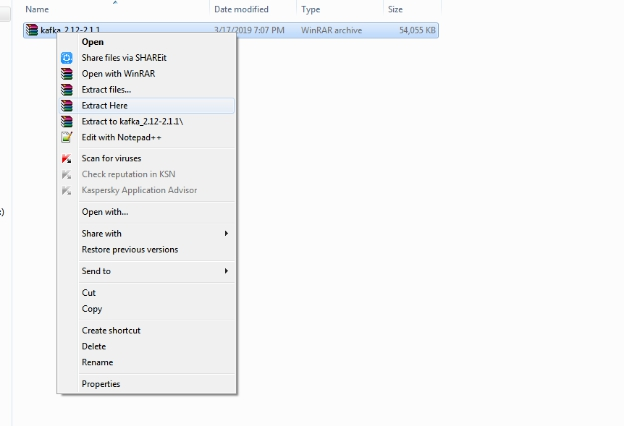 Name Date modified Type Size
kafka_2.12-2.1.1 3/17/2019 7:07 PM WinRAR archive 54,055 KB
Open
Share files via SHAREit
Open with WinRAR
Extract files...
Extract Here
Extract to kafka_2.12-2.1.1\
Edit with Notepad++
Scan for viruses
Check reputation in KSN
Kaspersky Application Advisor
Open with...
Share with
Restore previous versions
Send to
Cut
Copy
Create shortcut
Delete
Rename
Properties